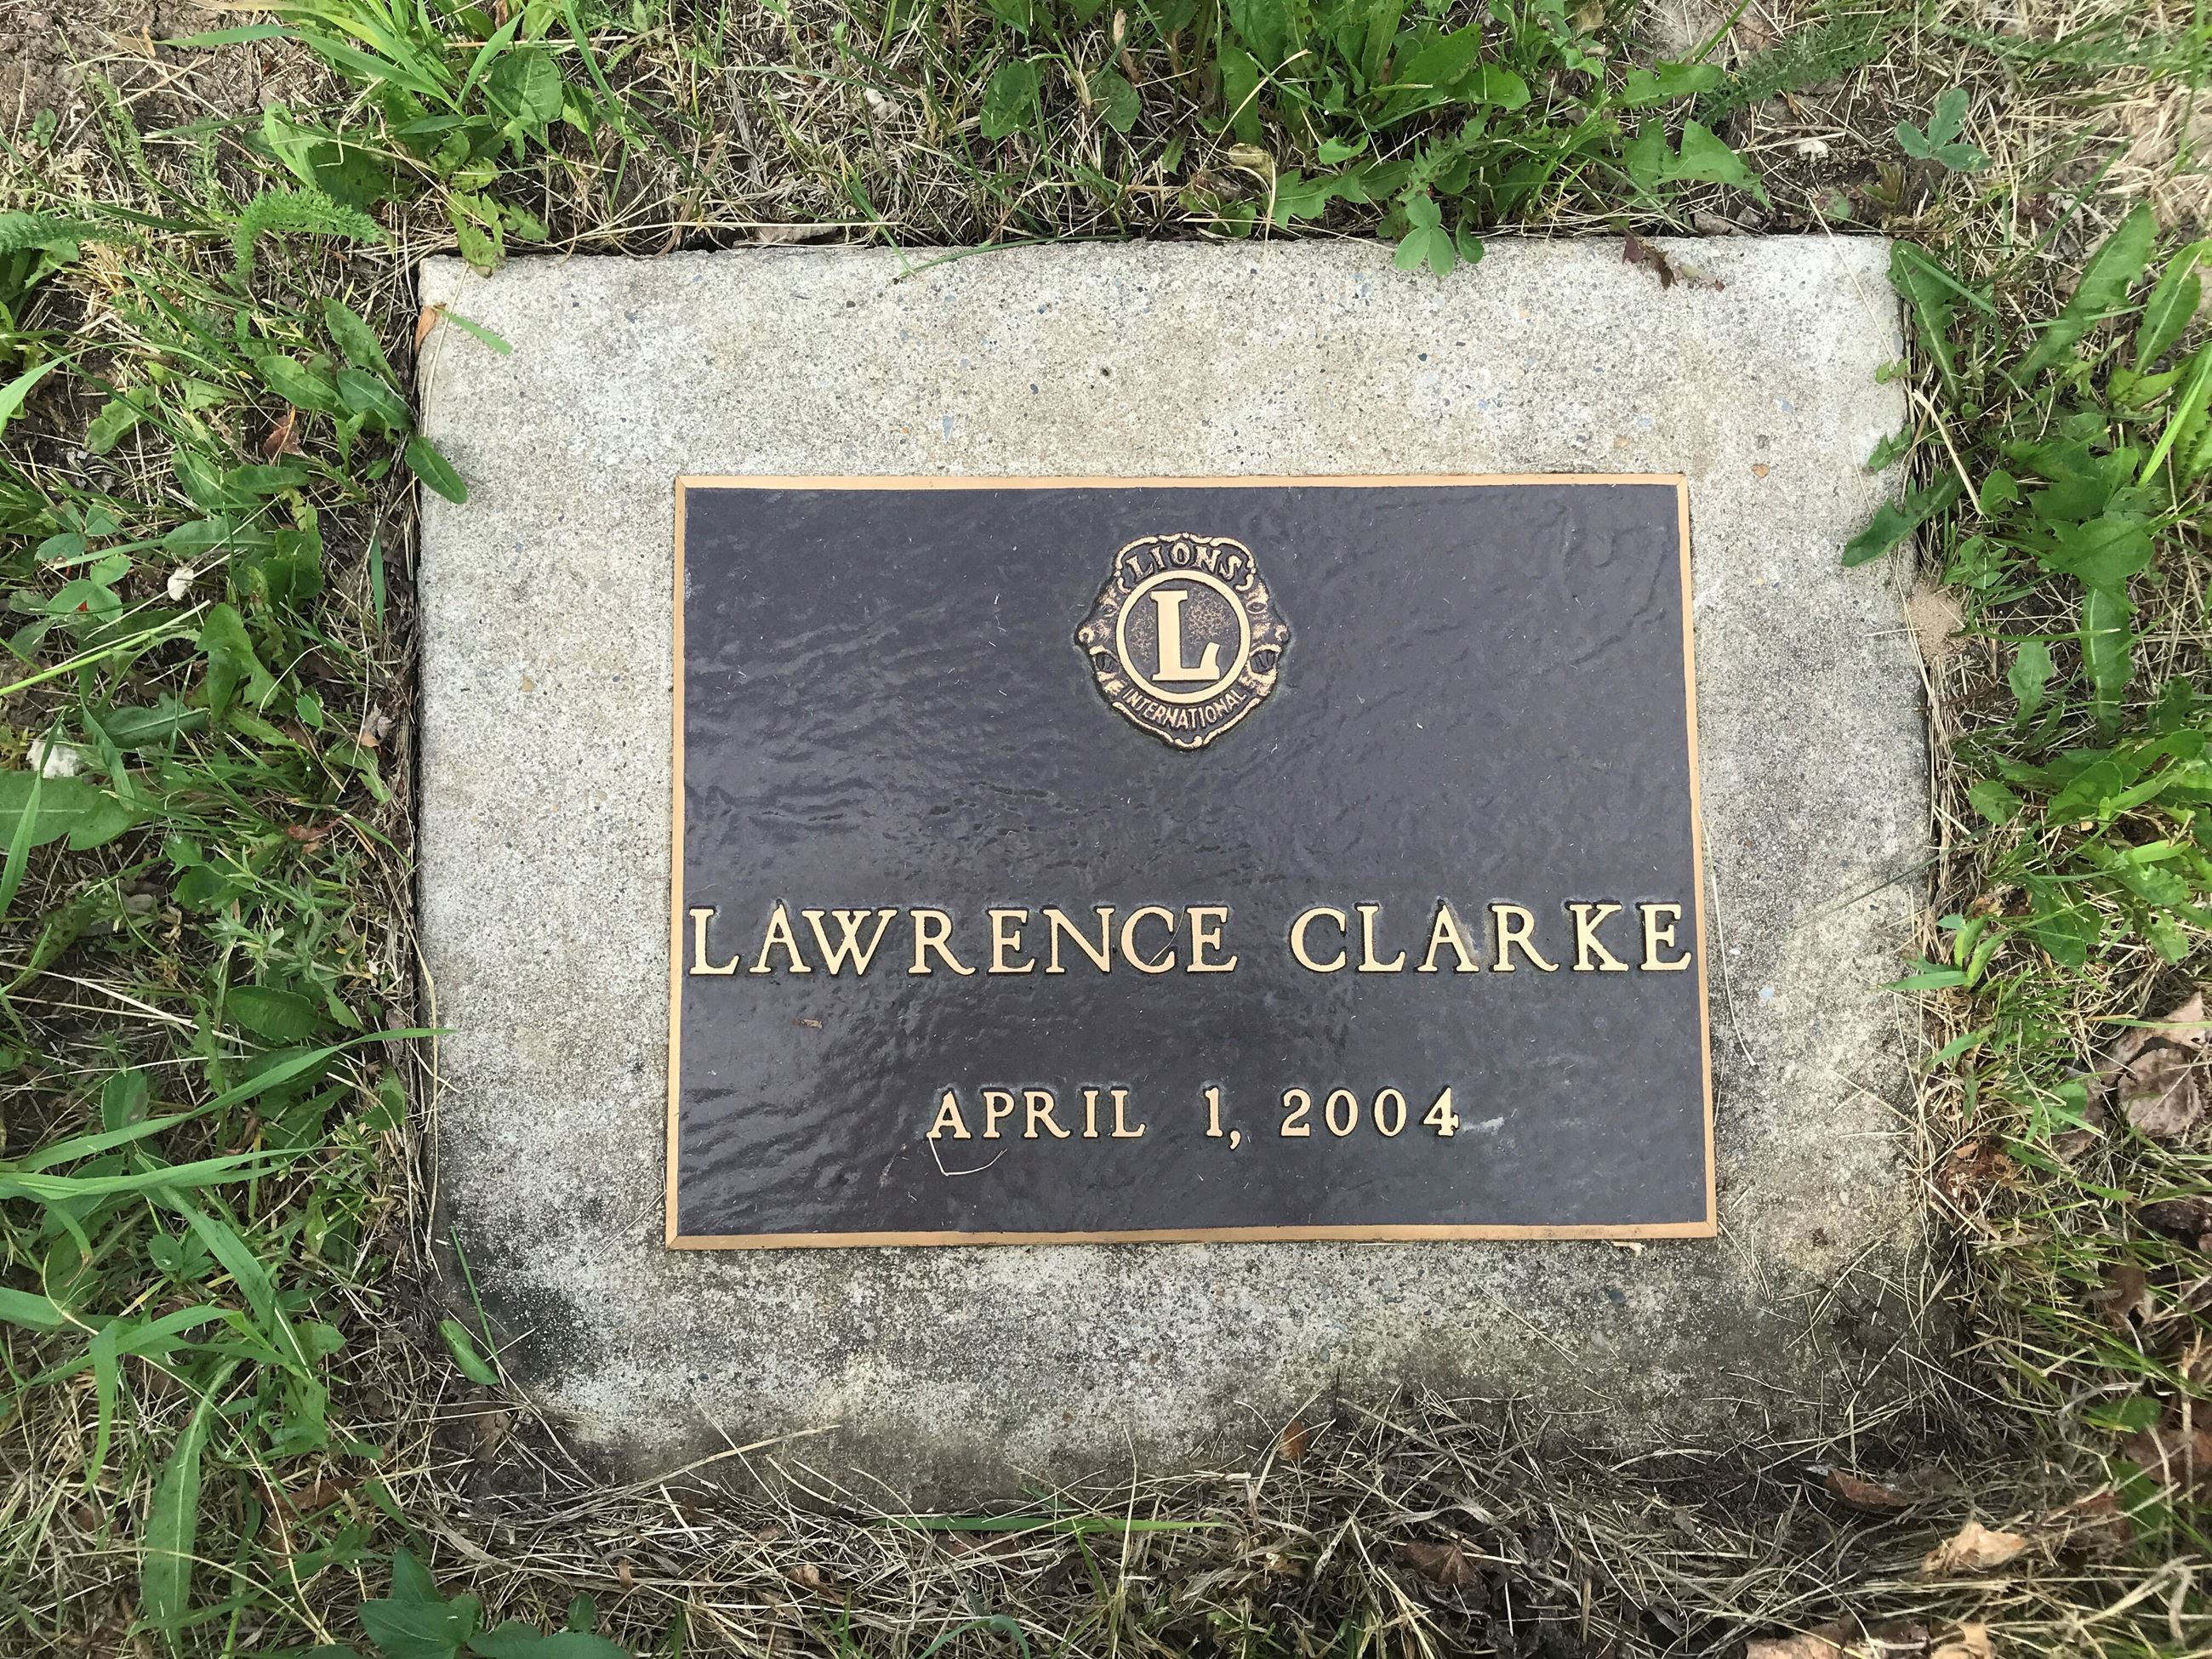 LIONS
L
INTERNATIONAL
LAWRENCE CLARKE
APRIL 1, 2004